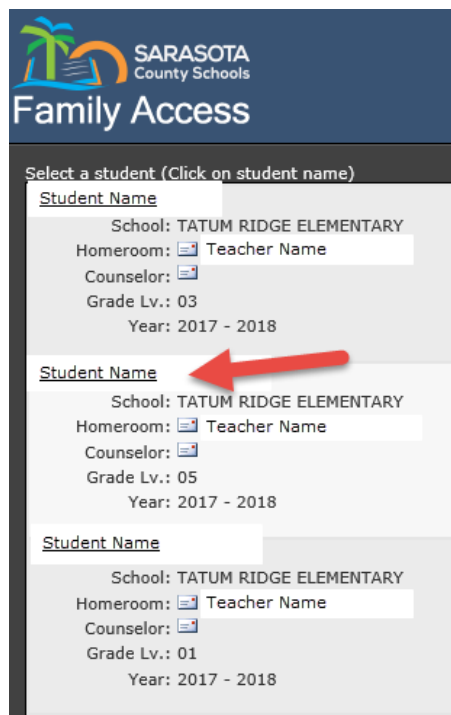 SARASOTA
County Schools
Family Access
Select a student (Click on student name)
Student Name
School: TATUM RIDGE ELEMENTARY
Homeroom: Teacher Name
Counselor:
Grade Lv.: 03
Year: 2017 - 2018
Student Name
School: TATUM RIDGE ELEMENTARY
Homeroom: Teacher Name
Counselor:
Grade Lv.: 05
Year: 2017 - 2018
Student Name
School: TATUM RIDGE ELEMENTARY
Homeroom: Teacher Name
Counselor:
Grade Lv.: 01
Year: 2017 - 2018